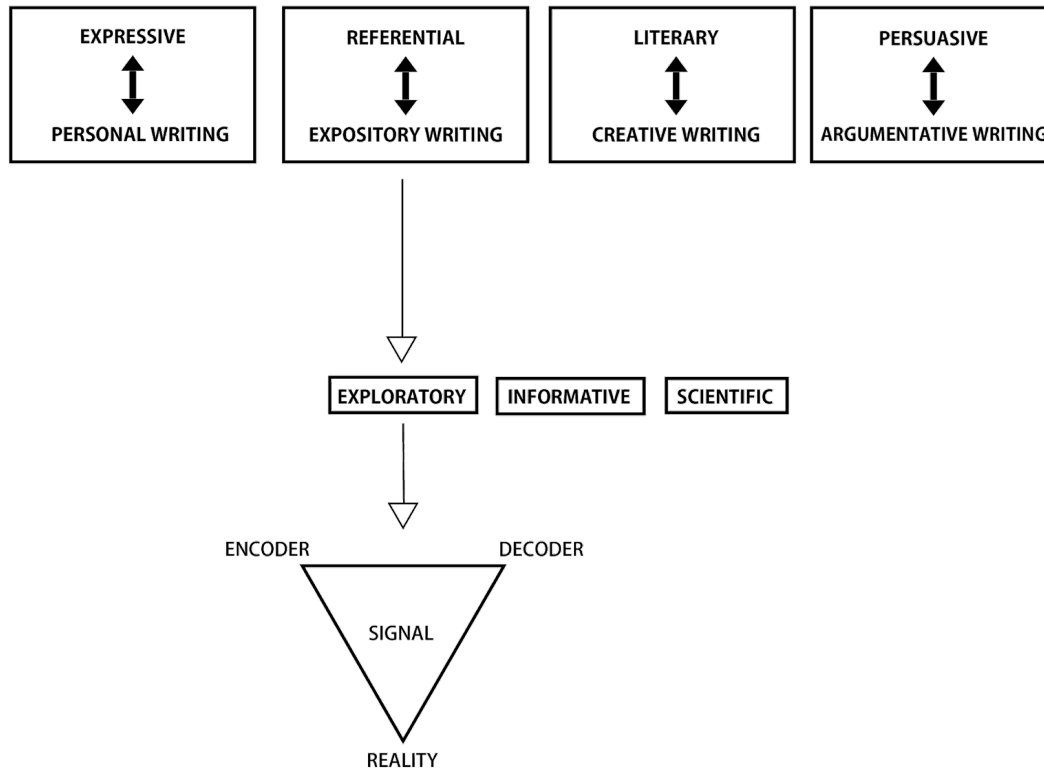 EXPRESSIVE
PERSONAL WRITING
REFERENTIAL
EXPOSITORY WRITING
LITERARY
CREATIVE WRITING
PERSUASIVE
ARGUMENTATIVE WRITING
EXPLORATORY
INFORMATIVE
SCIENTIFIC
ENCODER
DECODER
SIGNAL
REALITY